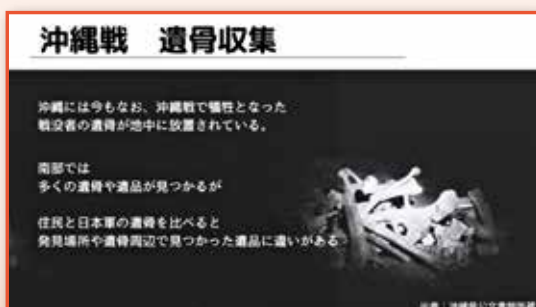 沖縄戦　遺骨収集
沖縄には今もなお、沖縄戦で犠牲となった
戦没者の遺骨が地中に放置されている。
南部では
多くの遺骨や遺品が見つかるが
住民と日本軍の遺骨を比べると
発見場所や遺骨周辺で見つかった遺品に違いがある